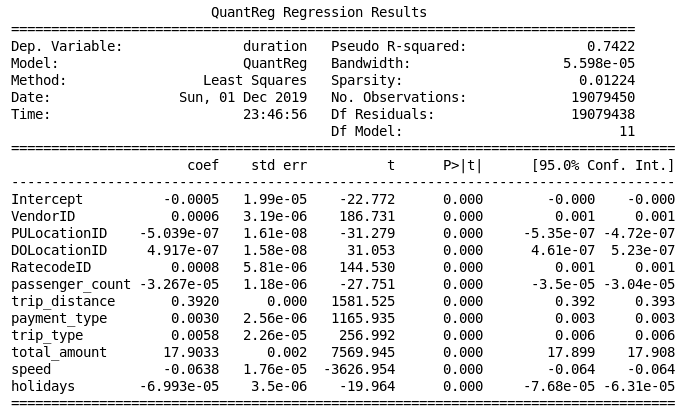 QuantReg Regression Results
==============================================================================
Dep. Variable: duration Pseudo R-squared: 0.7422
Model: QuantReg Bandwidth: 5.598e-05
Method: Least Squares Sparsity: 0.01224
Date: Sun, 01 Dec 2019 No. Observations: 19079450
Time: 23:46:56 Df Residuals: 19079438
Df Model: 11
===================================================================================
coef std err t P>|t| [95.0% Conf. Int.]
-----------------------------------------------------------------------------------
Intercept -0.0005 1.99e-05 -22.772 0.000 -0.000 -0.000
VendorID 0.0006 3.19e-06 186.731 0.000 0.001 0.001
PULocationID -5.039e-07 1.61e-08 -31.279 0.000 -5.35e-07 -4.72e-07
DOLocationID 4.917e-07 1.58e-08 31.053 0.000 4.61e-07 5.23e-07
RatecodeID 0.0008 5.81e-06 144.530 0.000 0.001 0.001
passenger_count -3.267e-05 1.18e-06 -27.751 0.000 -3.5e-05 -3.04e-05
trip_distance 0.3920 0.000 1581.525 0.000 0.392 0.393
payment_type 0.0030 2.56e-06 1165.935 0.000 0.003 0.003
trip_type 0.0058 2.26e-05 256.992 0.000 0.006 0.006
total_amount 17.9033 0.002 7569.945 0.000 17.899 17.908
speed -0.0638 1.76e-05 -3626.954 0.000 -0.064 -0.064
holidays -6.993e-05 3.5e-06 -19.964 0.000 -7.68e-05 -6.31e-05
===================================================================================